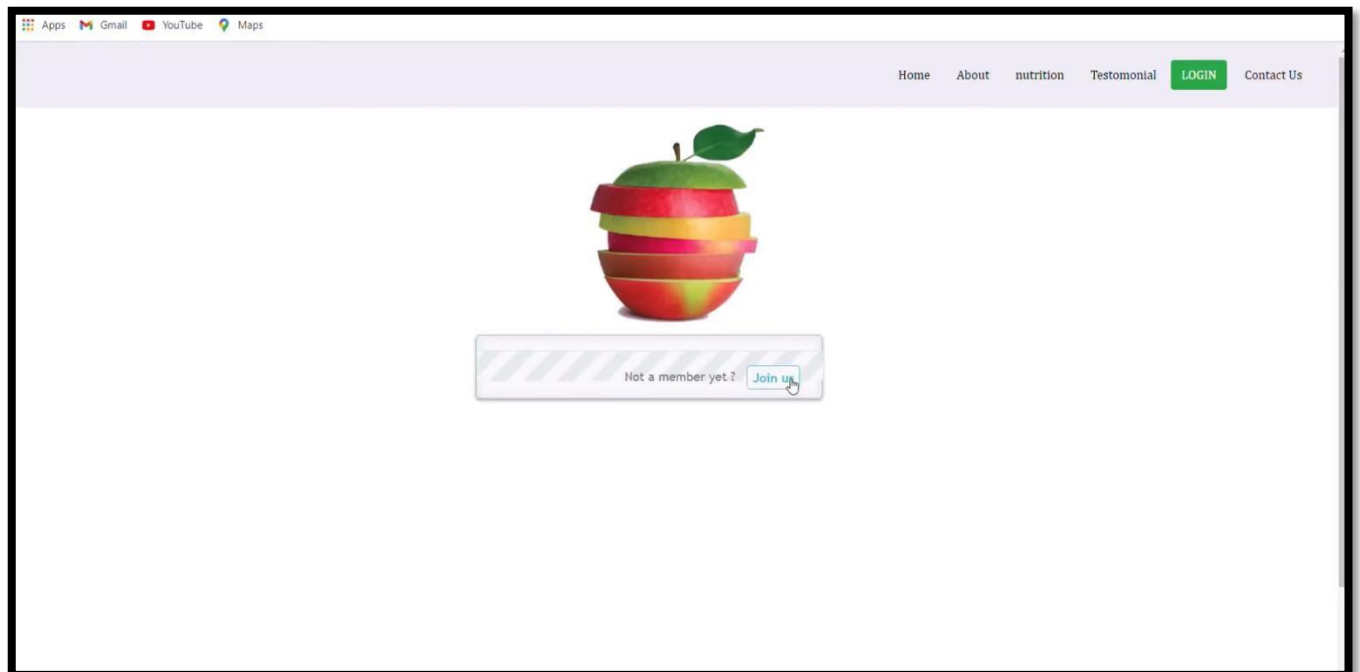 Apps Gmail YouTube Maps
Home About nutrition Testomonial LOGIN Contact Us
Not a member yet ? Join us